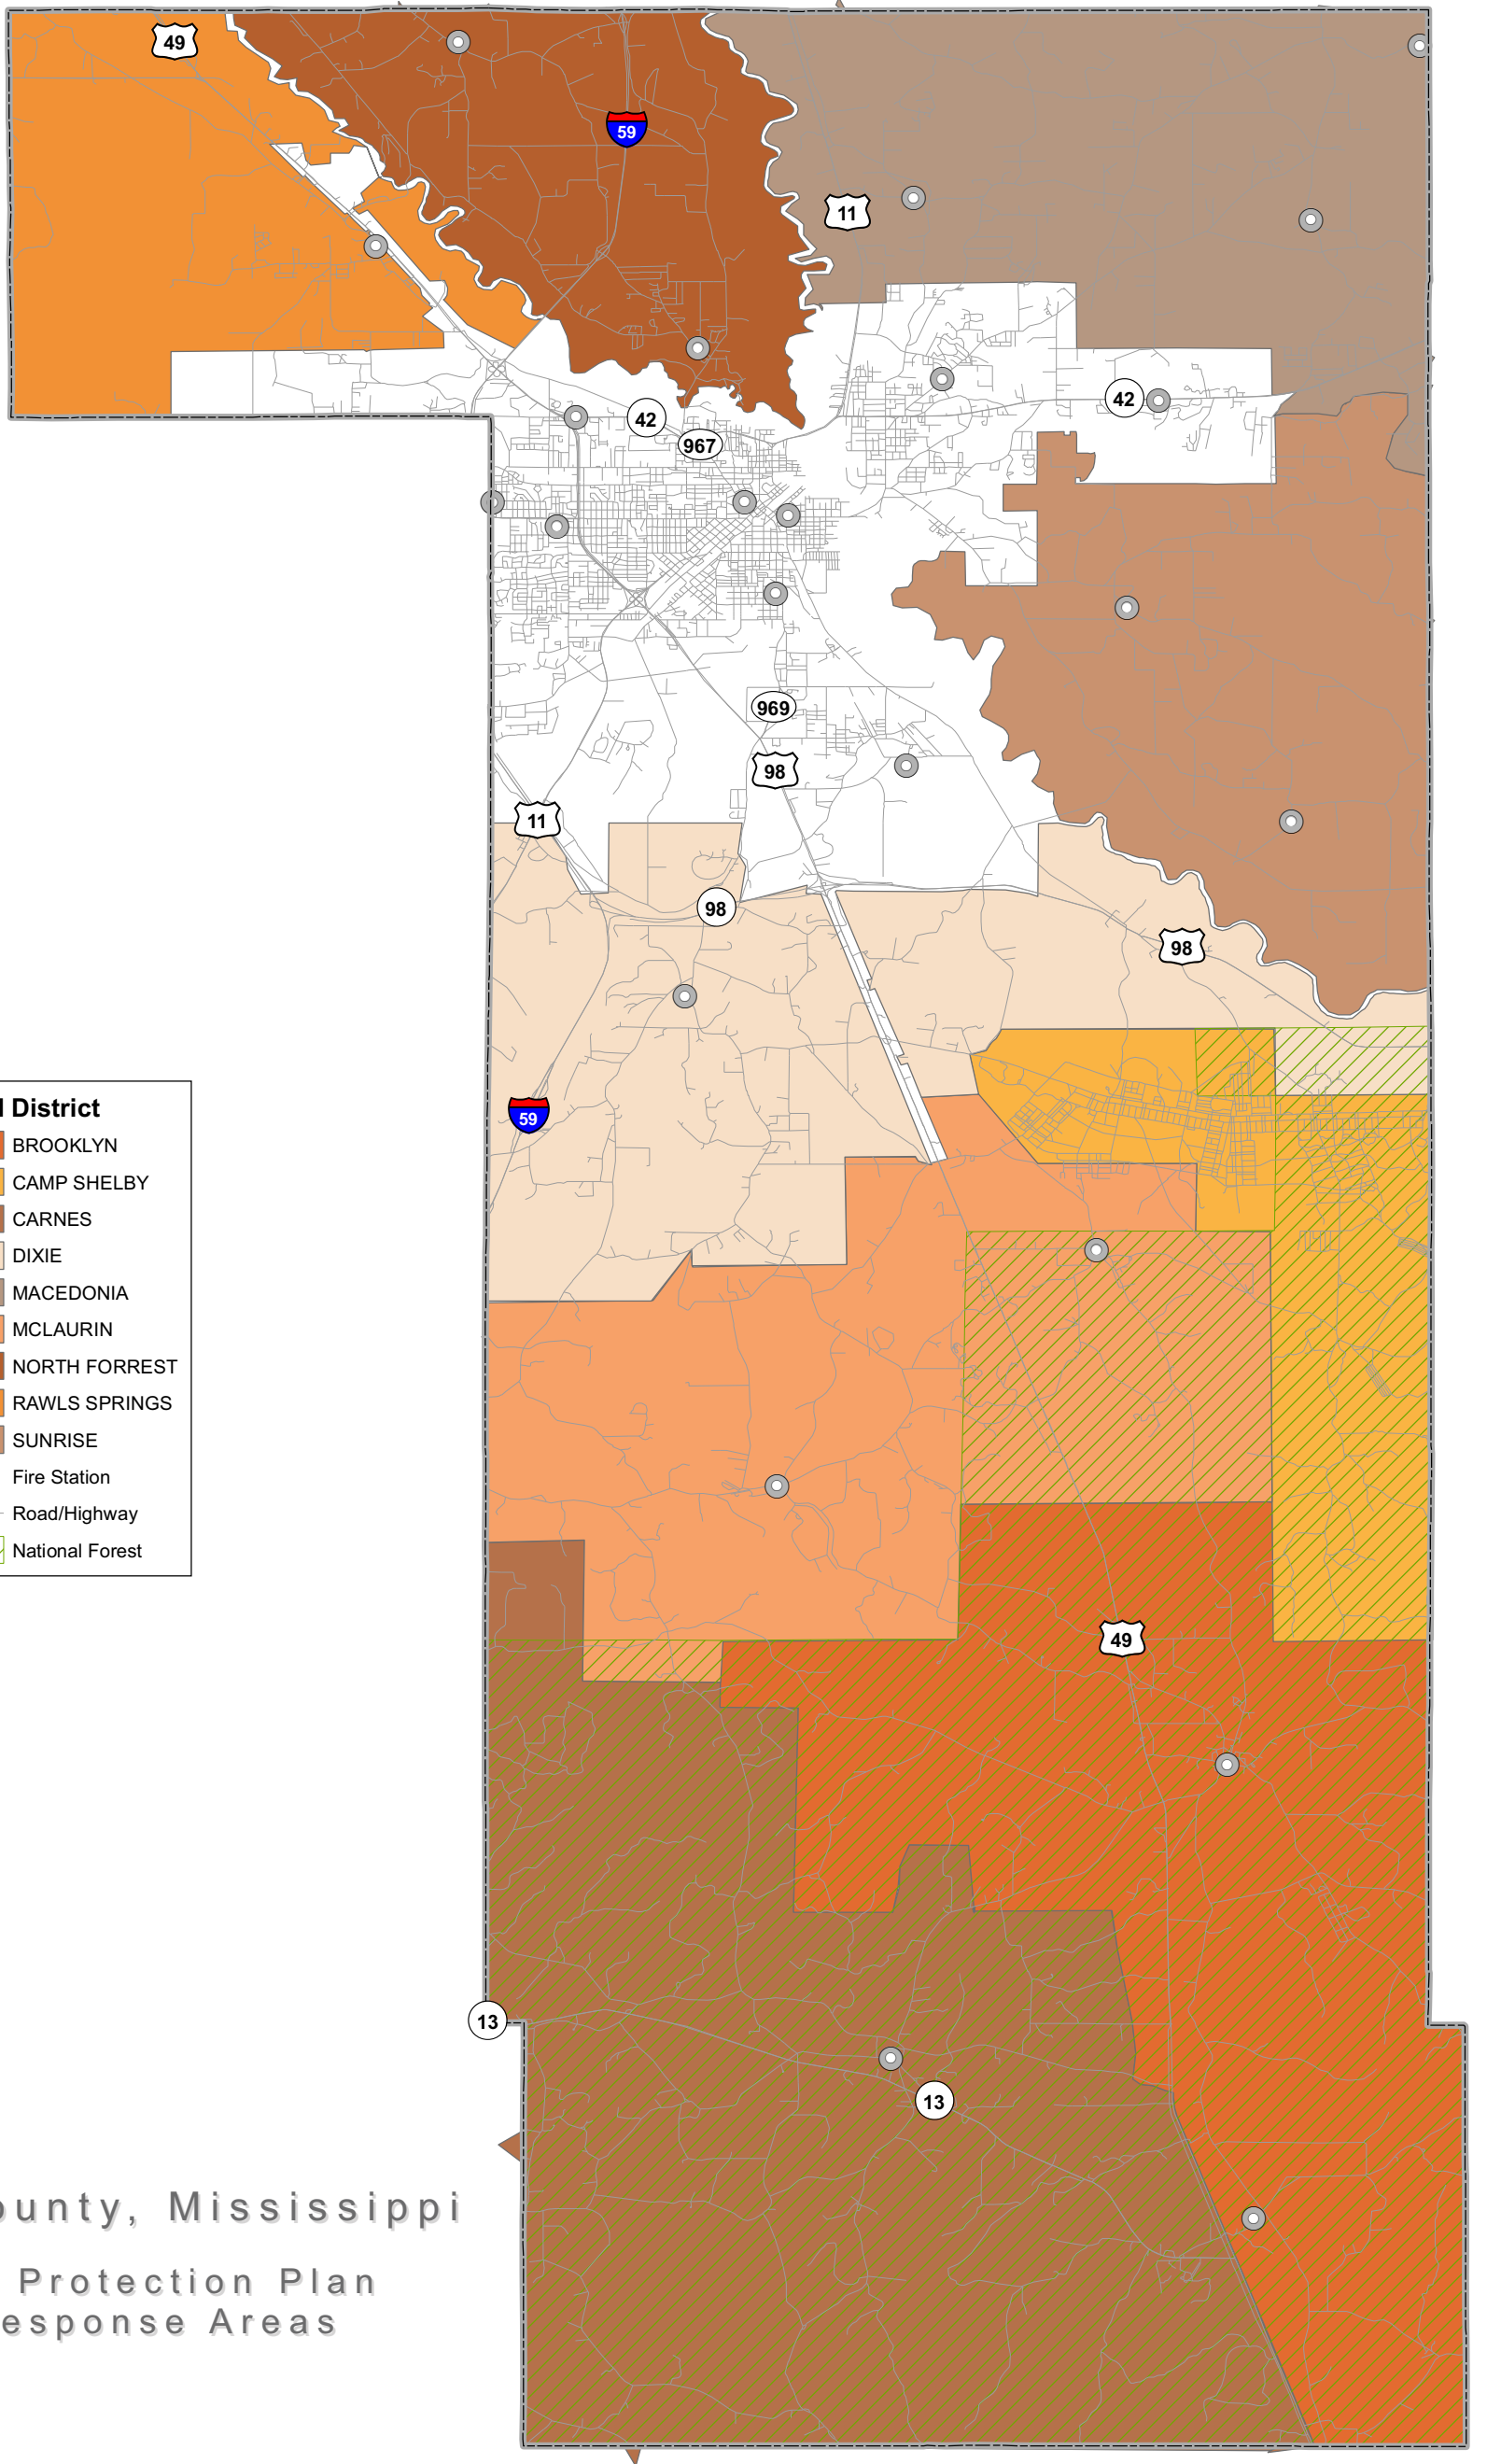 49
59
11
42
42
967
969
98
11
98
98
59
District
BROOKLYN
CAMP SHELBY
CARNES
DIXIE
MACEDONIA
MCLAURIN
NORTH FORREST
RAWLS SPRINGS
SUNRISE
Fire Station
Road/Highway
National Forest
49
13
13
ounty, Mississippi
Protection Plan
esponse Areas